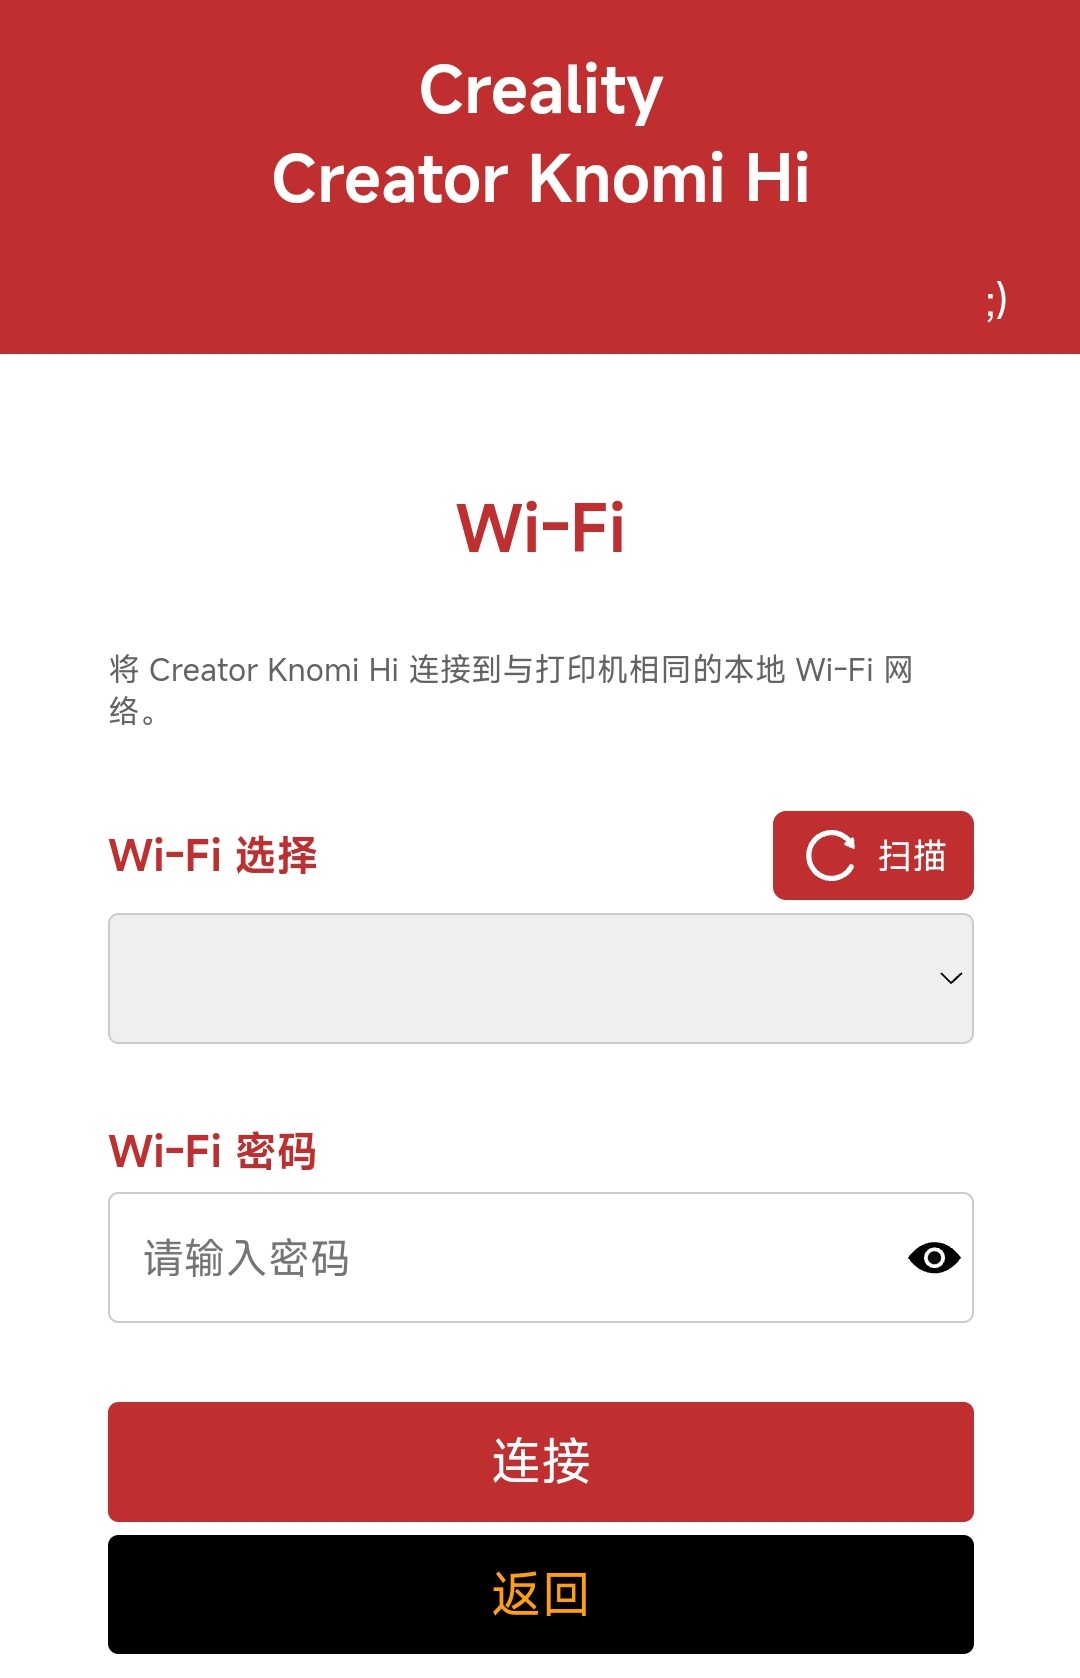 Creality
Creator Knomi Hi
;)
Wi-Fi
将 Creator Knomi Hi 连接到与打印机相同的本地 Wi-Fi 网
络。
Wi-Fi 选择
扫描
Wi-Fi 密码
请输入密码
连接
返回